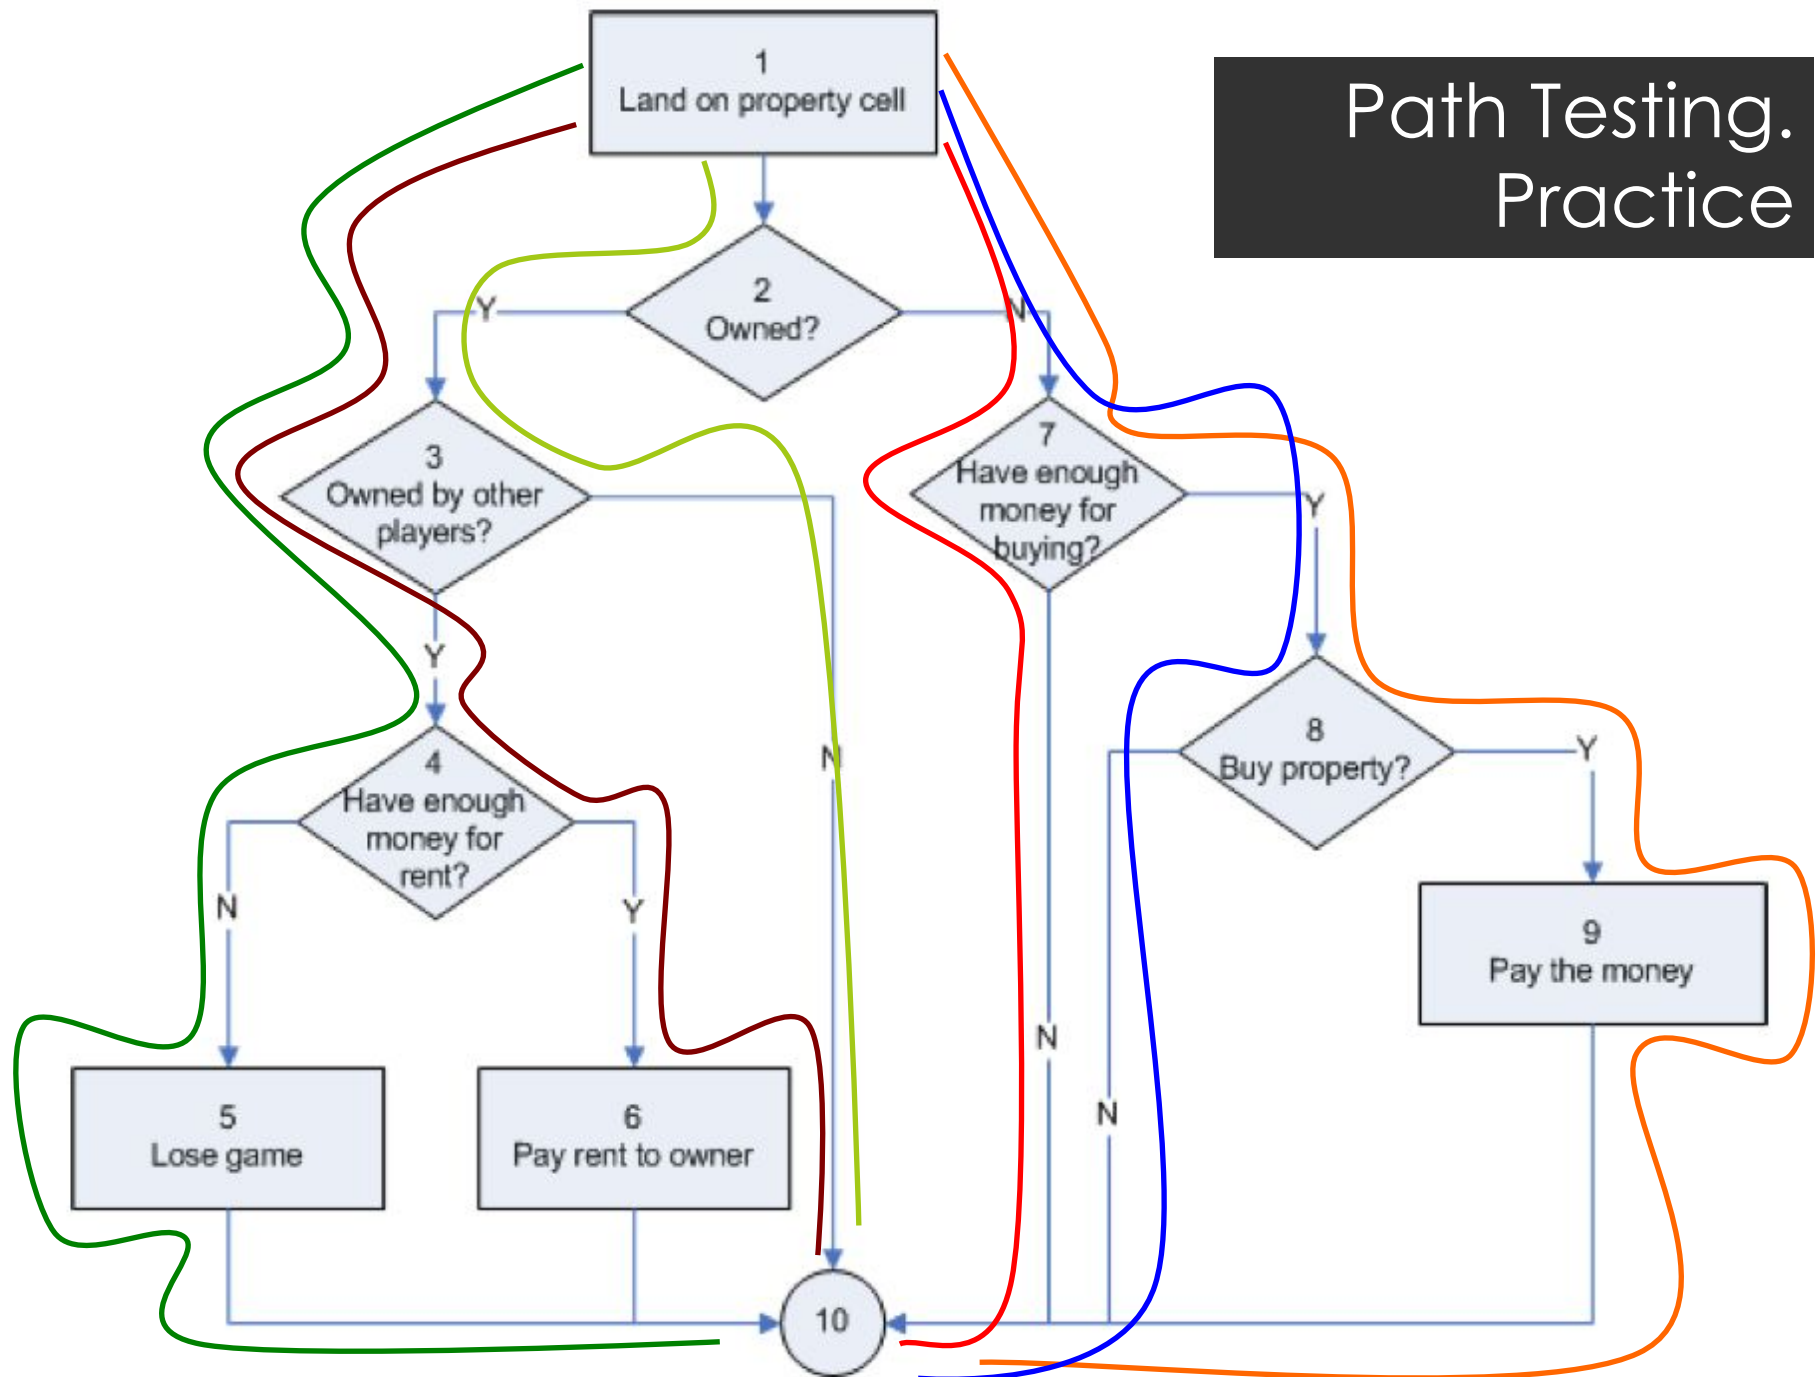 Path Testing.
Practice
1
Land on property cell
2
Owned?
Y
N
3
Owned by other
players?
7
Have enough
money for
buying?
Y
Y
4
Have enough
money for
rent?
N
8
Buy property?
Y
N
Y
9
Pay the money
N
N
5
Lose game
6
Pay rent to owner
10